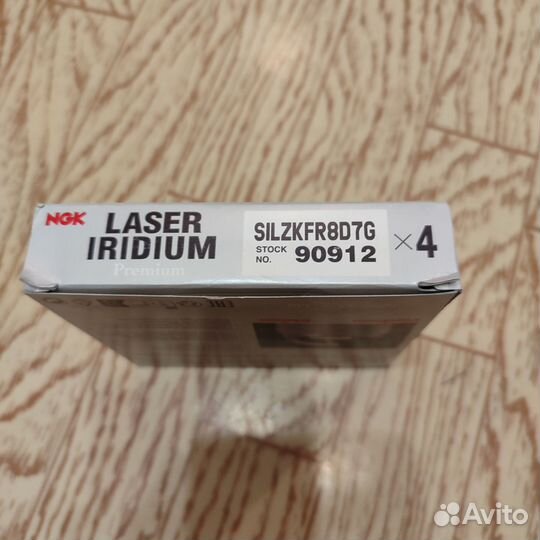 NGK
LASER
IRIDIUM
Premium
SILZKFR8D7G
STOCK NO. 90912
×4
Avito